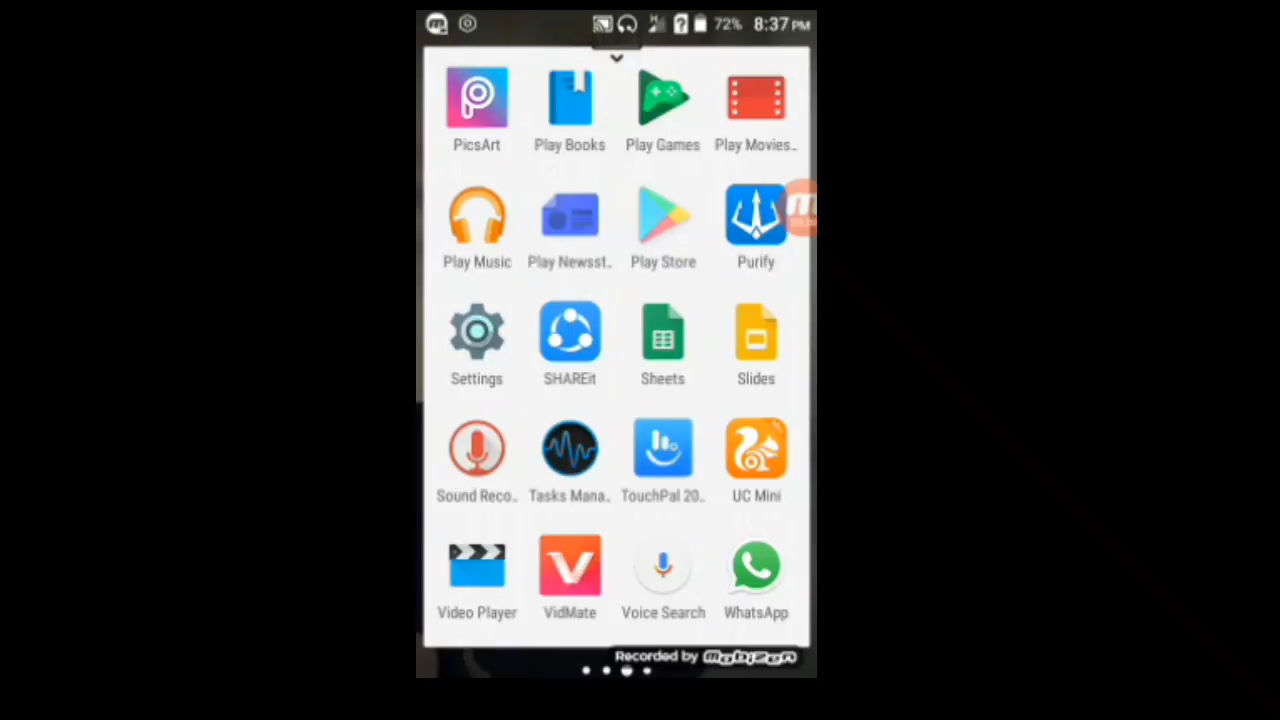 72% 8:37 PM
PicsArt Play Books Play Games Play Movies..
Play Music Play Newsst.. Play Store Purify
Settings SHAREit Sheets Slides
Sound Reco.. Tasks Mana.. TouchPal 20.. UC Mini
Video Player VidMate Voice Search WhatsApp
Recorded by mobizen